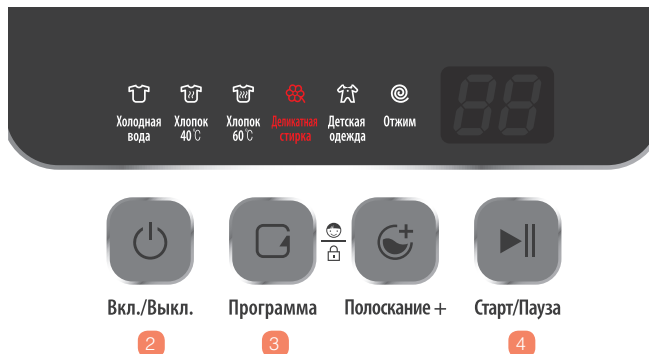 Холодная вода
Хлопок 40℃
Хлопок 60℃
Деликатная стирка
Детская одежда
Отжим
88
Вкл./Выкл.
Программа
Полоскание +
Старт/Пауза
2
3
4